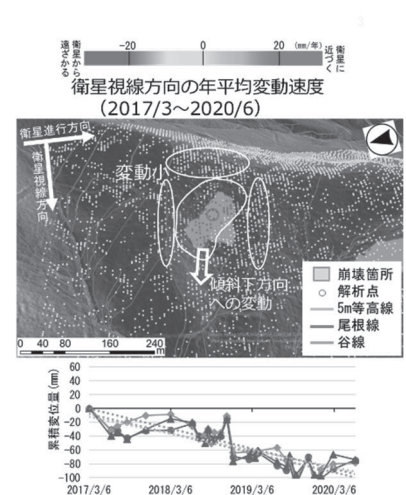 衛星から遠ざかる
-20 0 20 (mm/年)
衛星に近づく
衛星視線方向の年平均変動速度
(2017/3～2020/6)
衛星進行方向
衛星視線方向
変動小
傾斜下方向
への変動
崩壊箇所
解析点
5m等高線
尾根線
谷線
0 40 80 160 240
m
累積変位量(mm)
60
40
20
0
-20
-40
-60
-80
-100
2017/3/6 2018/3/6 2019/3/6 2020/3/6